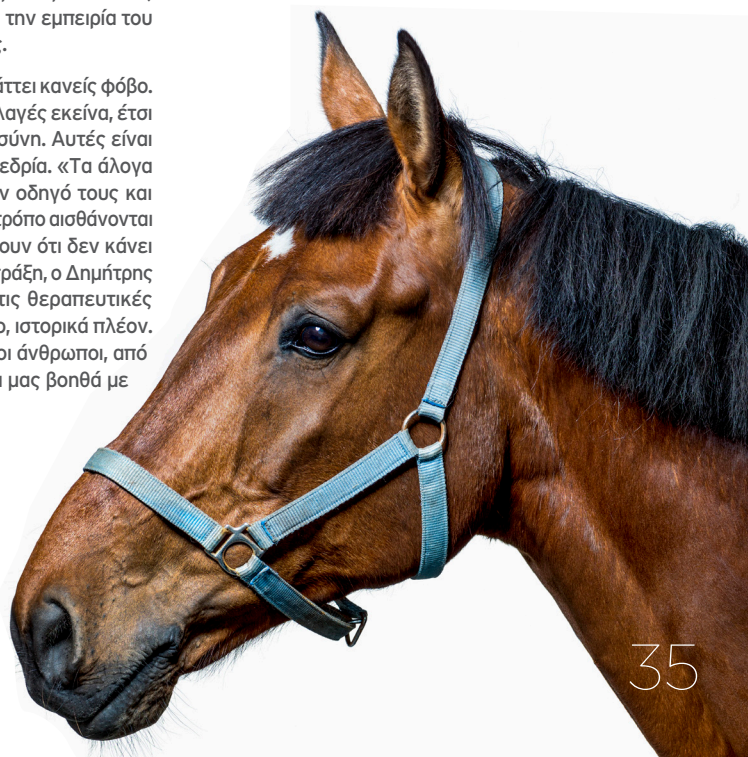 την εμπειρία του
ς.
άττει κανείς φόβο.
λαγές εκείνα, έτσι
σύνη. Αυτές είναι
εδρία. «Τα άλογα
ν οδηγό τους και
τρόπο αισθάνονται
ουν ότι δεν κάνει
ράξη, ο Δημήτρης
τις θεραπευτικές
ο, ιστορικά πλέον.
οι άνθρωποι, από
α μας βοηθά με
35